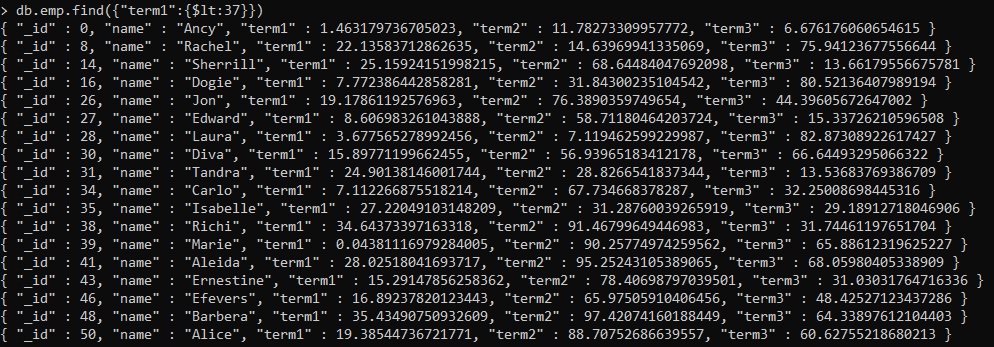 > db.emp.find({"term1":{$lt:37}})
{ "_id" : 0, "name" : "Ancy", "term1" : 1.463179736705023, "term2" : 11.78273309957772, "term3" : 6.676176060654615 }
{ "_id" : 8, "name" : "Rachel", "term1" : 22.13583712862635, "term2" : 14.63969941335069, "term3" : 75.94123677556644 }
{ "_id" : 14, "name" : "Sherrill", "term1" : 25.15924151998215, "term2" : 68.64484047692098, "term3" : 13.66179556675781 }
{ "_id" : 16, "name" : "Dogie", "term1" : 7.772386442858281, "term2" : 31.84300235104542, "term3" : 80.52136407989194 }
{ "_id" : 26, "name" : "Jon", "term1" : 19.17861192576963, "term2" : 76.3890359749654, "term3" : 44.39605672647002 }
{ "_id" : 27, "name" : "Edward", "term1" : 8.606983261043888, "term2" : 58.71180464203724, "term3" : 15.33726210596508 }
{ "_id" : 28, "name" : "Laura", "term1" : 3.677565278992456, "term2" : 7.119462599229987, "term3" : 82.87308922617427 }
{ "_id" : 30, "name" : "Diva", "term1" : 15.89771199662455, "term2" : 56.93965183412178, "term3" : 66.64493295066322 }
{ "_id" : 31, "name" : "Tandra", "term1" : 24.90138146001744, "term2" : 28.8266541837344, "term3" : 13.53683769386709 }
{ "_id" : 34, "name" : "Carlo", "term1" : 7.112266875518214, "term2" : 67.734668378287, "term3" : 32.25008698445316 }
{ "_id" : 35, "name" : "Isabelle", "term1" : 27.22049103148209, "term2" : 31.28760039265919, "term3" : 29.18912718046906 }
{ "_id" : 38, "name" : "Richi", "term1" : 34.64373397163318, "term2" : 91.46799649446983, "term3" : 31.74461197651704 }
{ "_id" : 39, "name" : "Marie", "term1" : 0.04381116979284005, "term2" : 90.25774974259562, "term3" : 65.88612319625227 }
{ "_id" : 41, "name" : "Aleida", "term1" : 28.02518041693717, "term2" : 95.25243105389065, "term3" : 68.05980405338909 }
{ "_id" : 43, "name" : "Ernestine", "term1" : 15.29147856258362, "term2" : 78.40698797039501, "term3" : 31.03031764716336 }
{ "_id" : 46, "name" : "Efevers", "term1" : 16.89237820123443, "term2" : 65.97505910406456, "term3" : 48.42527123437286 }
{ "_id" : 48, "name" : "Barbera", "term1" : 35.43490750932609, "term2" : 97.42074160188449, "term3" : 64.33897612104403 }
{ "_id" : 50, "name" : "Alice", "term1" : 19.38544736721771, "term2" : 88.70752686639557, "term3" : 60.62755218680213 }